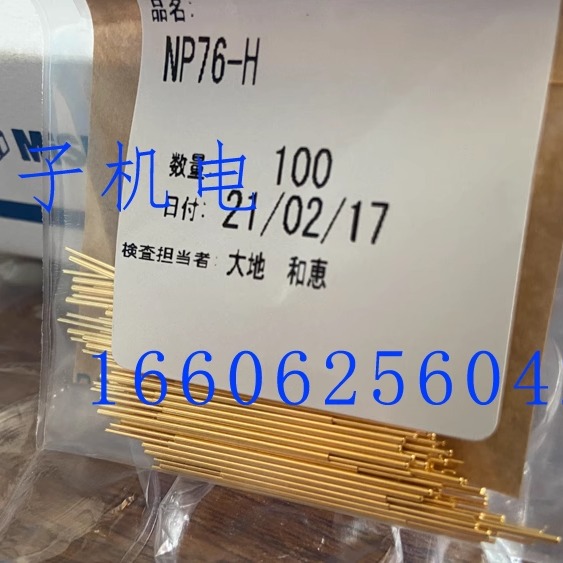 品名:
NP76-H
子机电
数量 100
日付: 21/02/17
検査担当者: 大地 和恵
1660625604